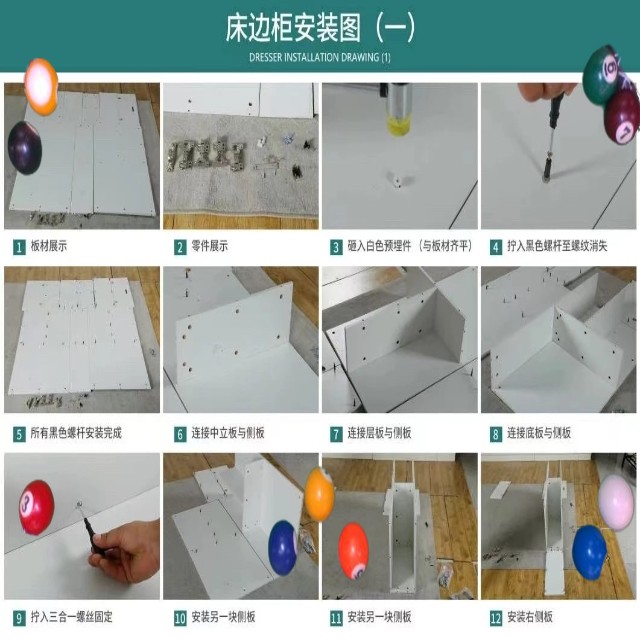 床边柜安装图（一）
DRESSER INSTALLATION DRAWING (1)
1 板材展示
2 零件展示
3 砸入白色预埋件（与板材齐平）
4 拧入黑色螺杆至螺纹消失
5 所有黑色螺杆安装完成
6 连接中立板与侧板
7 连接层板与侧板
8 连接底板与侧板
9 拧入三合一螺丝固定
10 安装另一块侧板
11 安装另一块侧板
12 安装右侧板
3
7